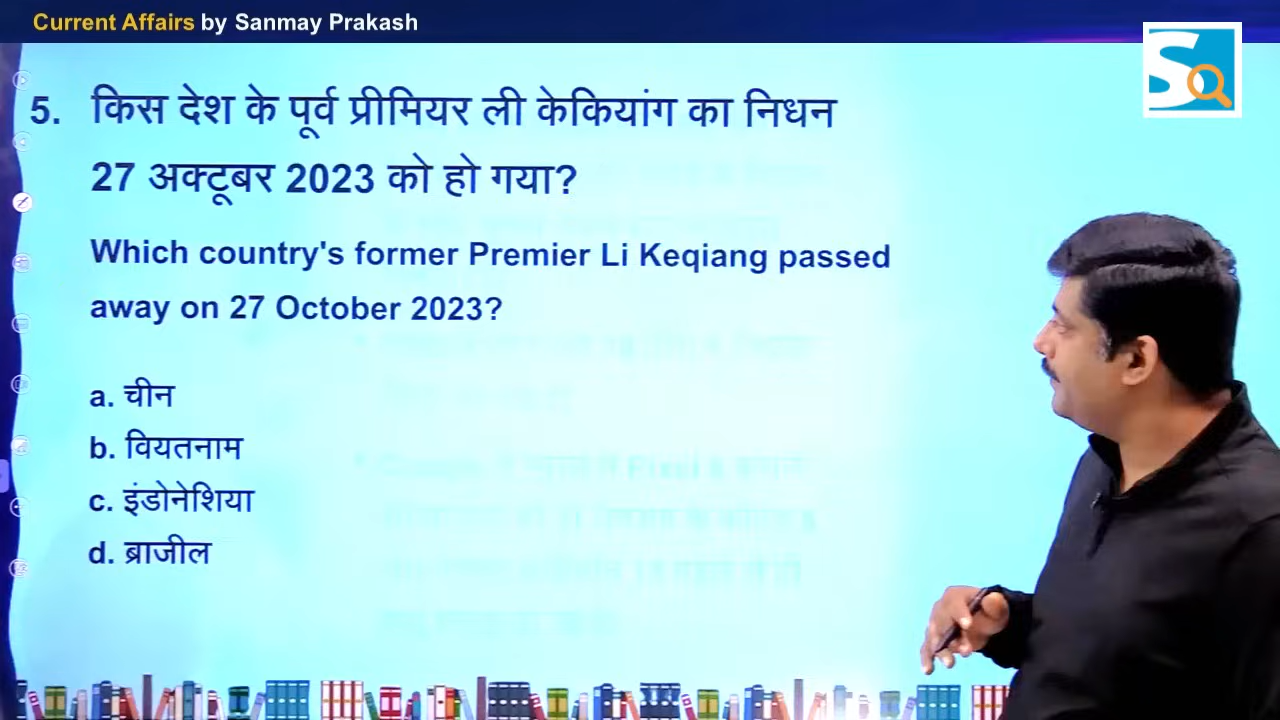 Current Affairs by Sanmay Prakash
SQ
5. किस देश के पूर्व प्रीमियर ली केकियांग का निधन
27 अक्टूबर 2023 को हो गया?
Which country's former Premier Li Keqiang passed
away on 27 October 2023?
a. चीन
b. वियतनाम
c. इंडोनेशिया
d. ब्राजील